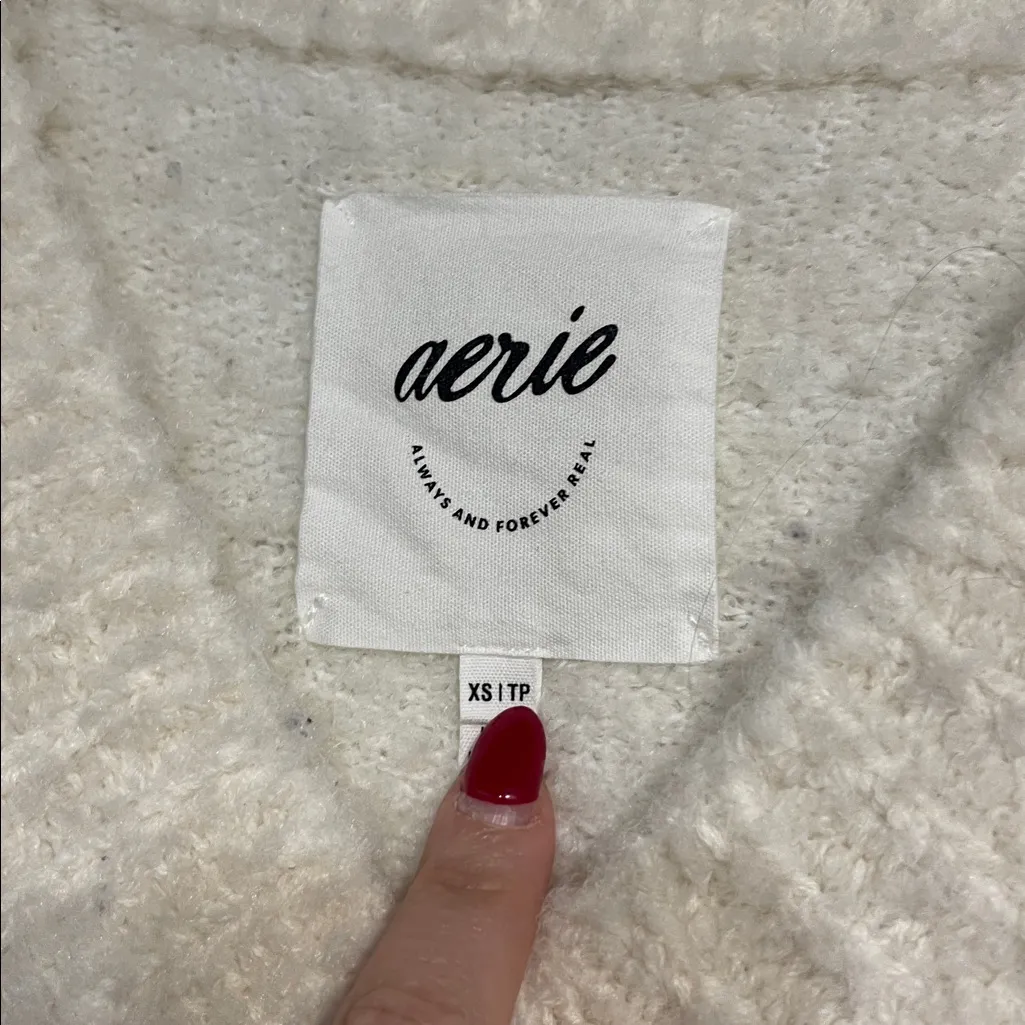 aerie
ALWAYS AND FOREVER REAL
XS | TP